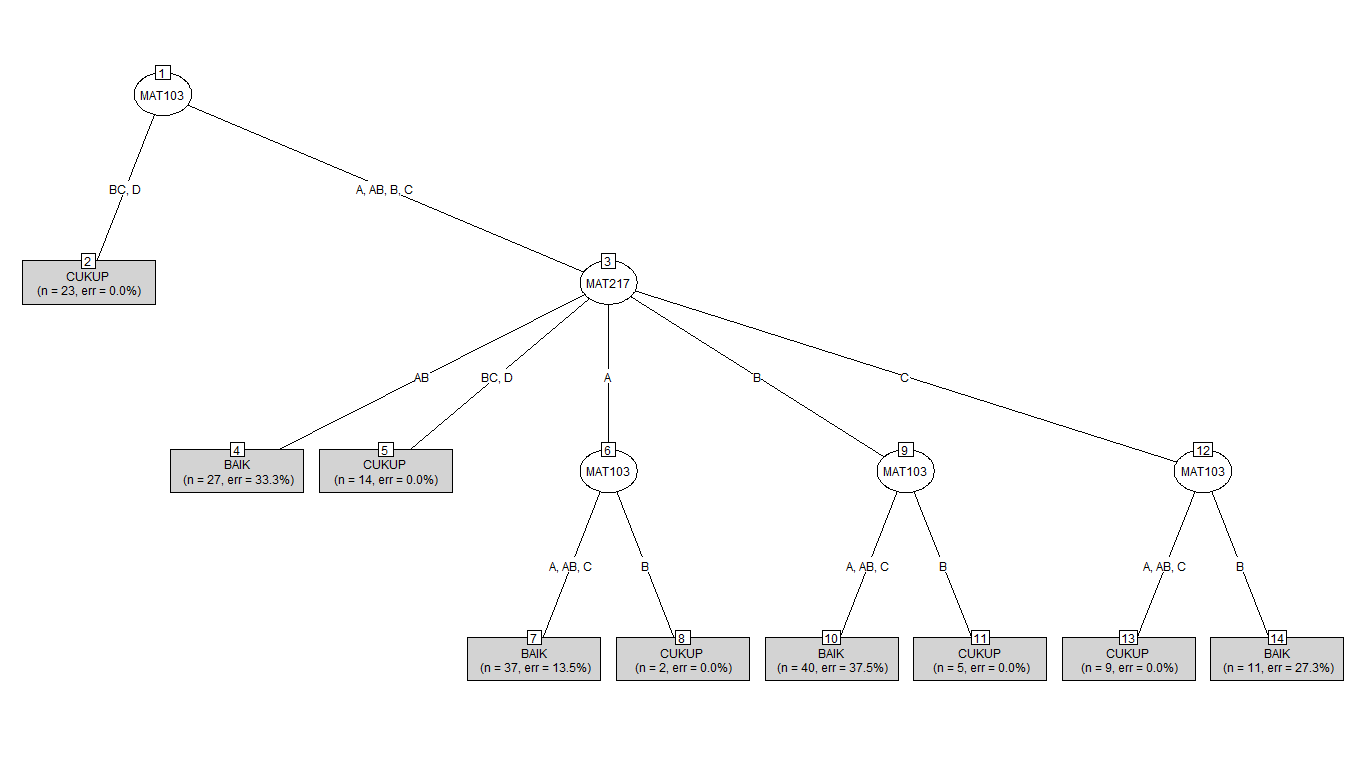 1
MAT103
BC, D
A, AB, B, C
2
CUKUP
(n = 23, err = 0.0%)
3
MAT217
AB
BC, D
A
B
C
4
BAIK
(n = 27, err = 33.3%)
5
CUKUP
(n = 14, err = 0.0%)
6
MAT103
9
MAT103
12
MAT103
A, AB, C
B
A, AB, C
B
A, AB, C
B
7
BAIK
(n = 37, err = 13.5%)
8
CUKUP
(n = 2, err = 0.0%)
10
BAIK
(n = 40, err = 37.5%)
11
CUKUP
(n = 5, err = 0.0%)
13
CUKUP
(n = 9, err = 0.0%)
14
BAIK
(n = 11, err = 27.3%)